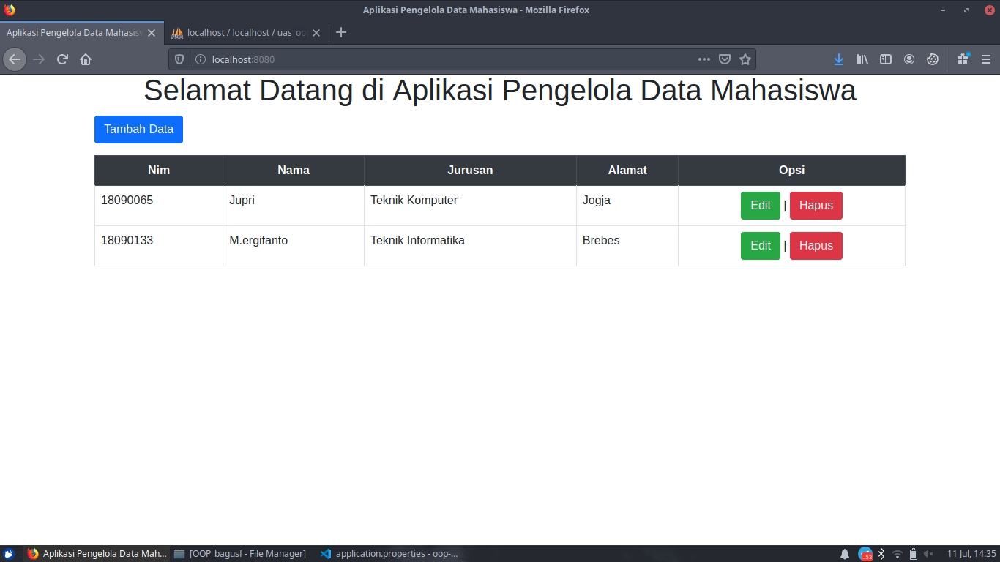 Aplikasi Pengelola Data Mahasiswa - Mozilla Firefox
Aplikasi Pengelola Data Mahasisw
localhost / localhost / uas_oo
localhost:8080
Selamat Datang di Aplikasi Pengelola Data Mahasiswa
Tambah Data
Nim Nama Jurusan Alamat Opsi
18090065 Jupri Teknik Komputer Jogja Edit | Hapus
18090133 M.ergifanto Teknik Informatika Brebes Edit | Hapus
Aplikasi Pengelola Data Mah... [OOP_bagusf - File Manager] application.properties - oop-... ..53 11 Jul, 14:35